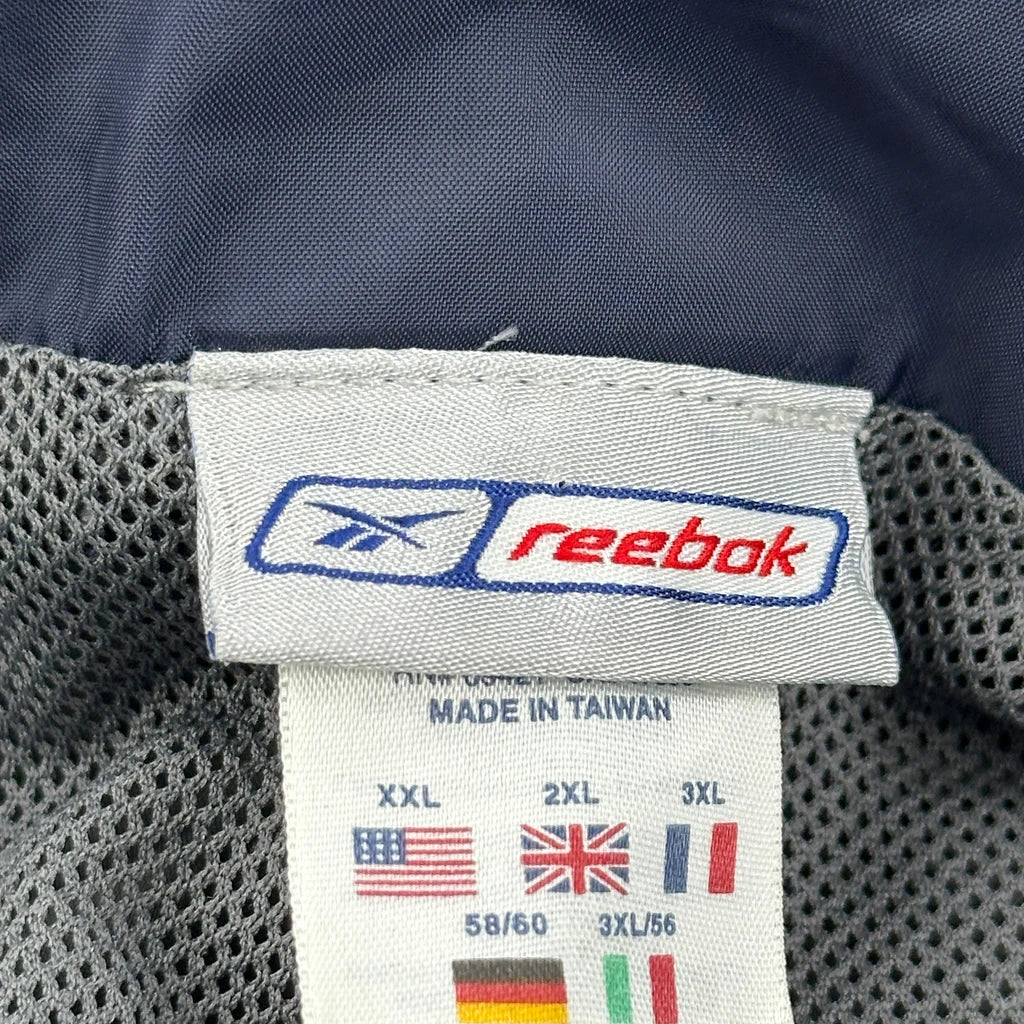 reebok
MADE IN TAIWAN
XXL 2XL 3XL
58/60 3XL/56